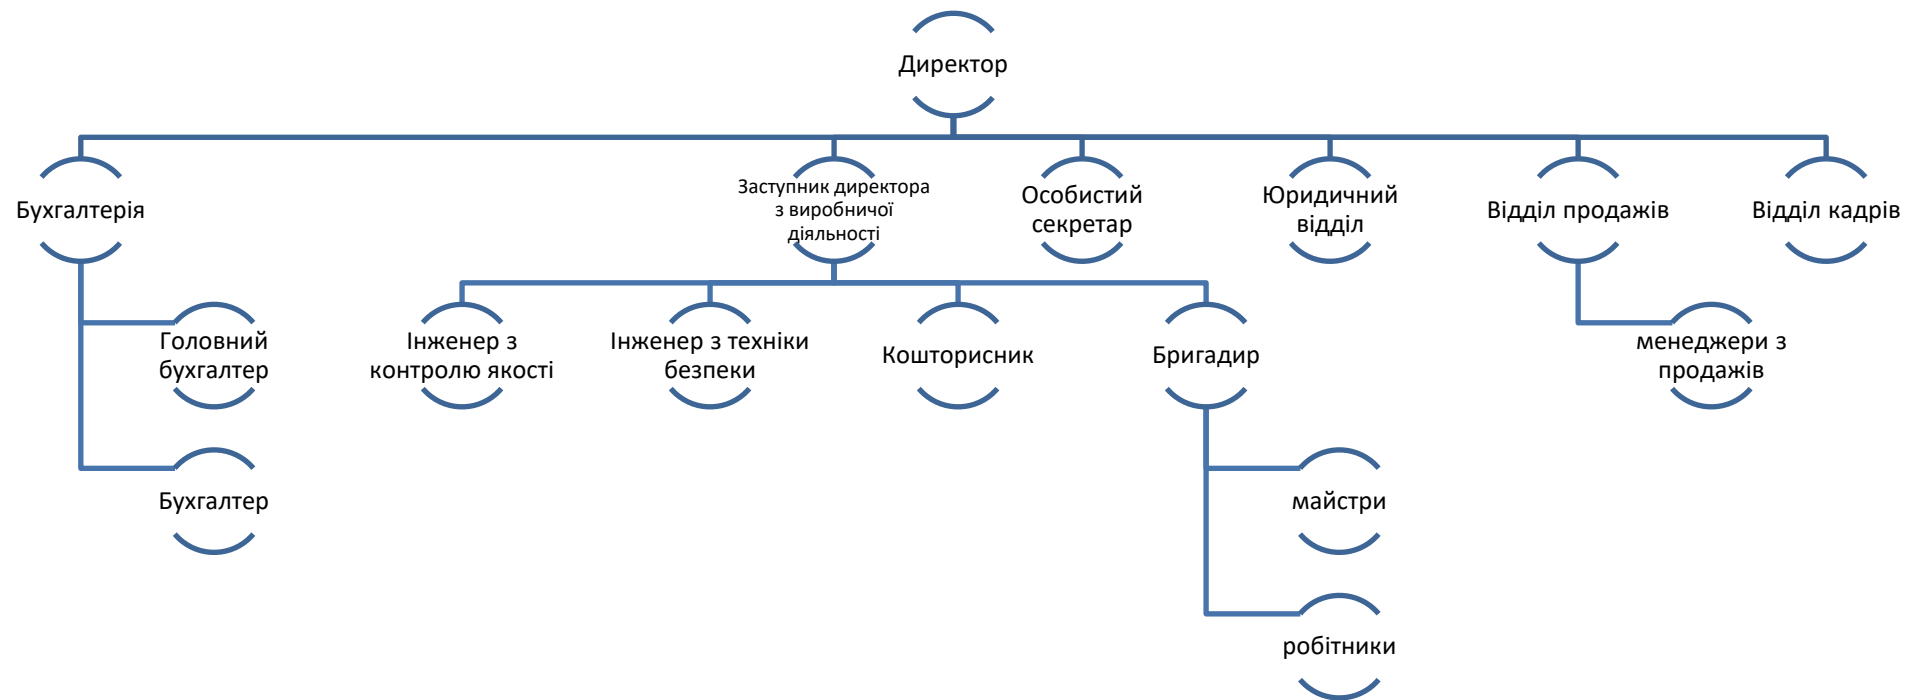 Директор
Бухгалтерія
Заступник директора
з виробничої
діяльності
Особистий
секретар
Юридичний
відділ
Відділ продажів
Відділ кадрів
Головний
бухгалтер
Інженер з
контролю якості
Інженер з техніки
безпеки
Кошторисник
Бригадир
менеджери з
продажів
Бухгалтер
майстри
робітники